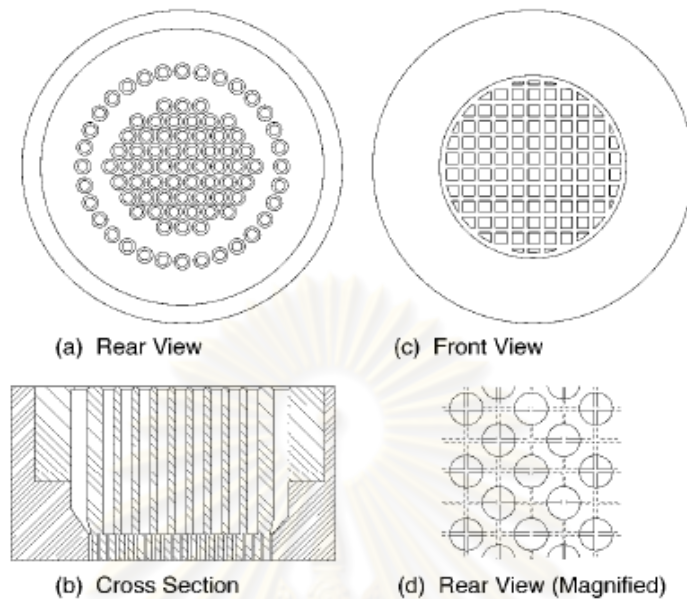 (a) Rear View
(c) Front View
(b) Cross Section
(d) Rear View (Magnified)